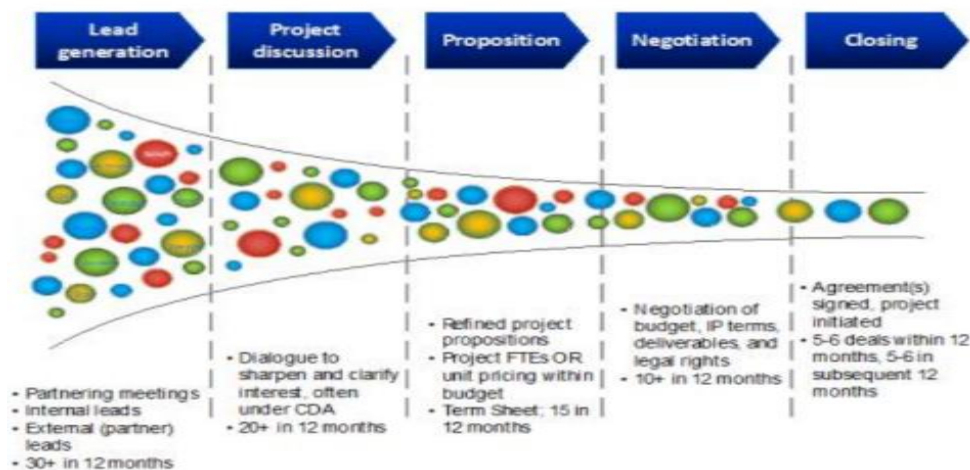 Lead
generation
Project
discussion
Proposition
Negotiation
Closing
• Partnering meetings
• Internal leads
• External (partner)
leads
• 30+ in 12 months
• Dialogue to
sharpen and clarify
interest, often
under CDA
• 20+ in 12 months
• Refined project
propositions
• Project FTEs OR
unit pricing within
budget
• Term Sheet; 15 in
12 months
• Negotiation of
budget, IP terms,
deliverables, and
legal rights
• 10+ in 12 months
• Agreement(s)
signed, project
initiated
• 5-6 deals within 12
months, 5-6 in
subsequent 12
months